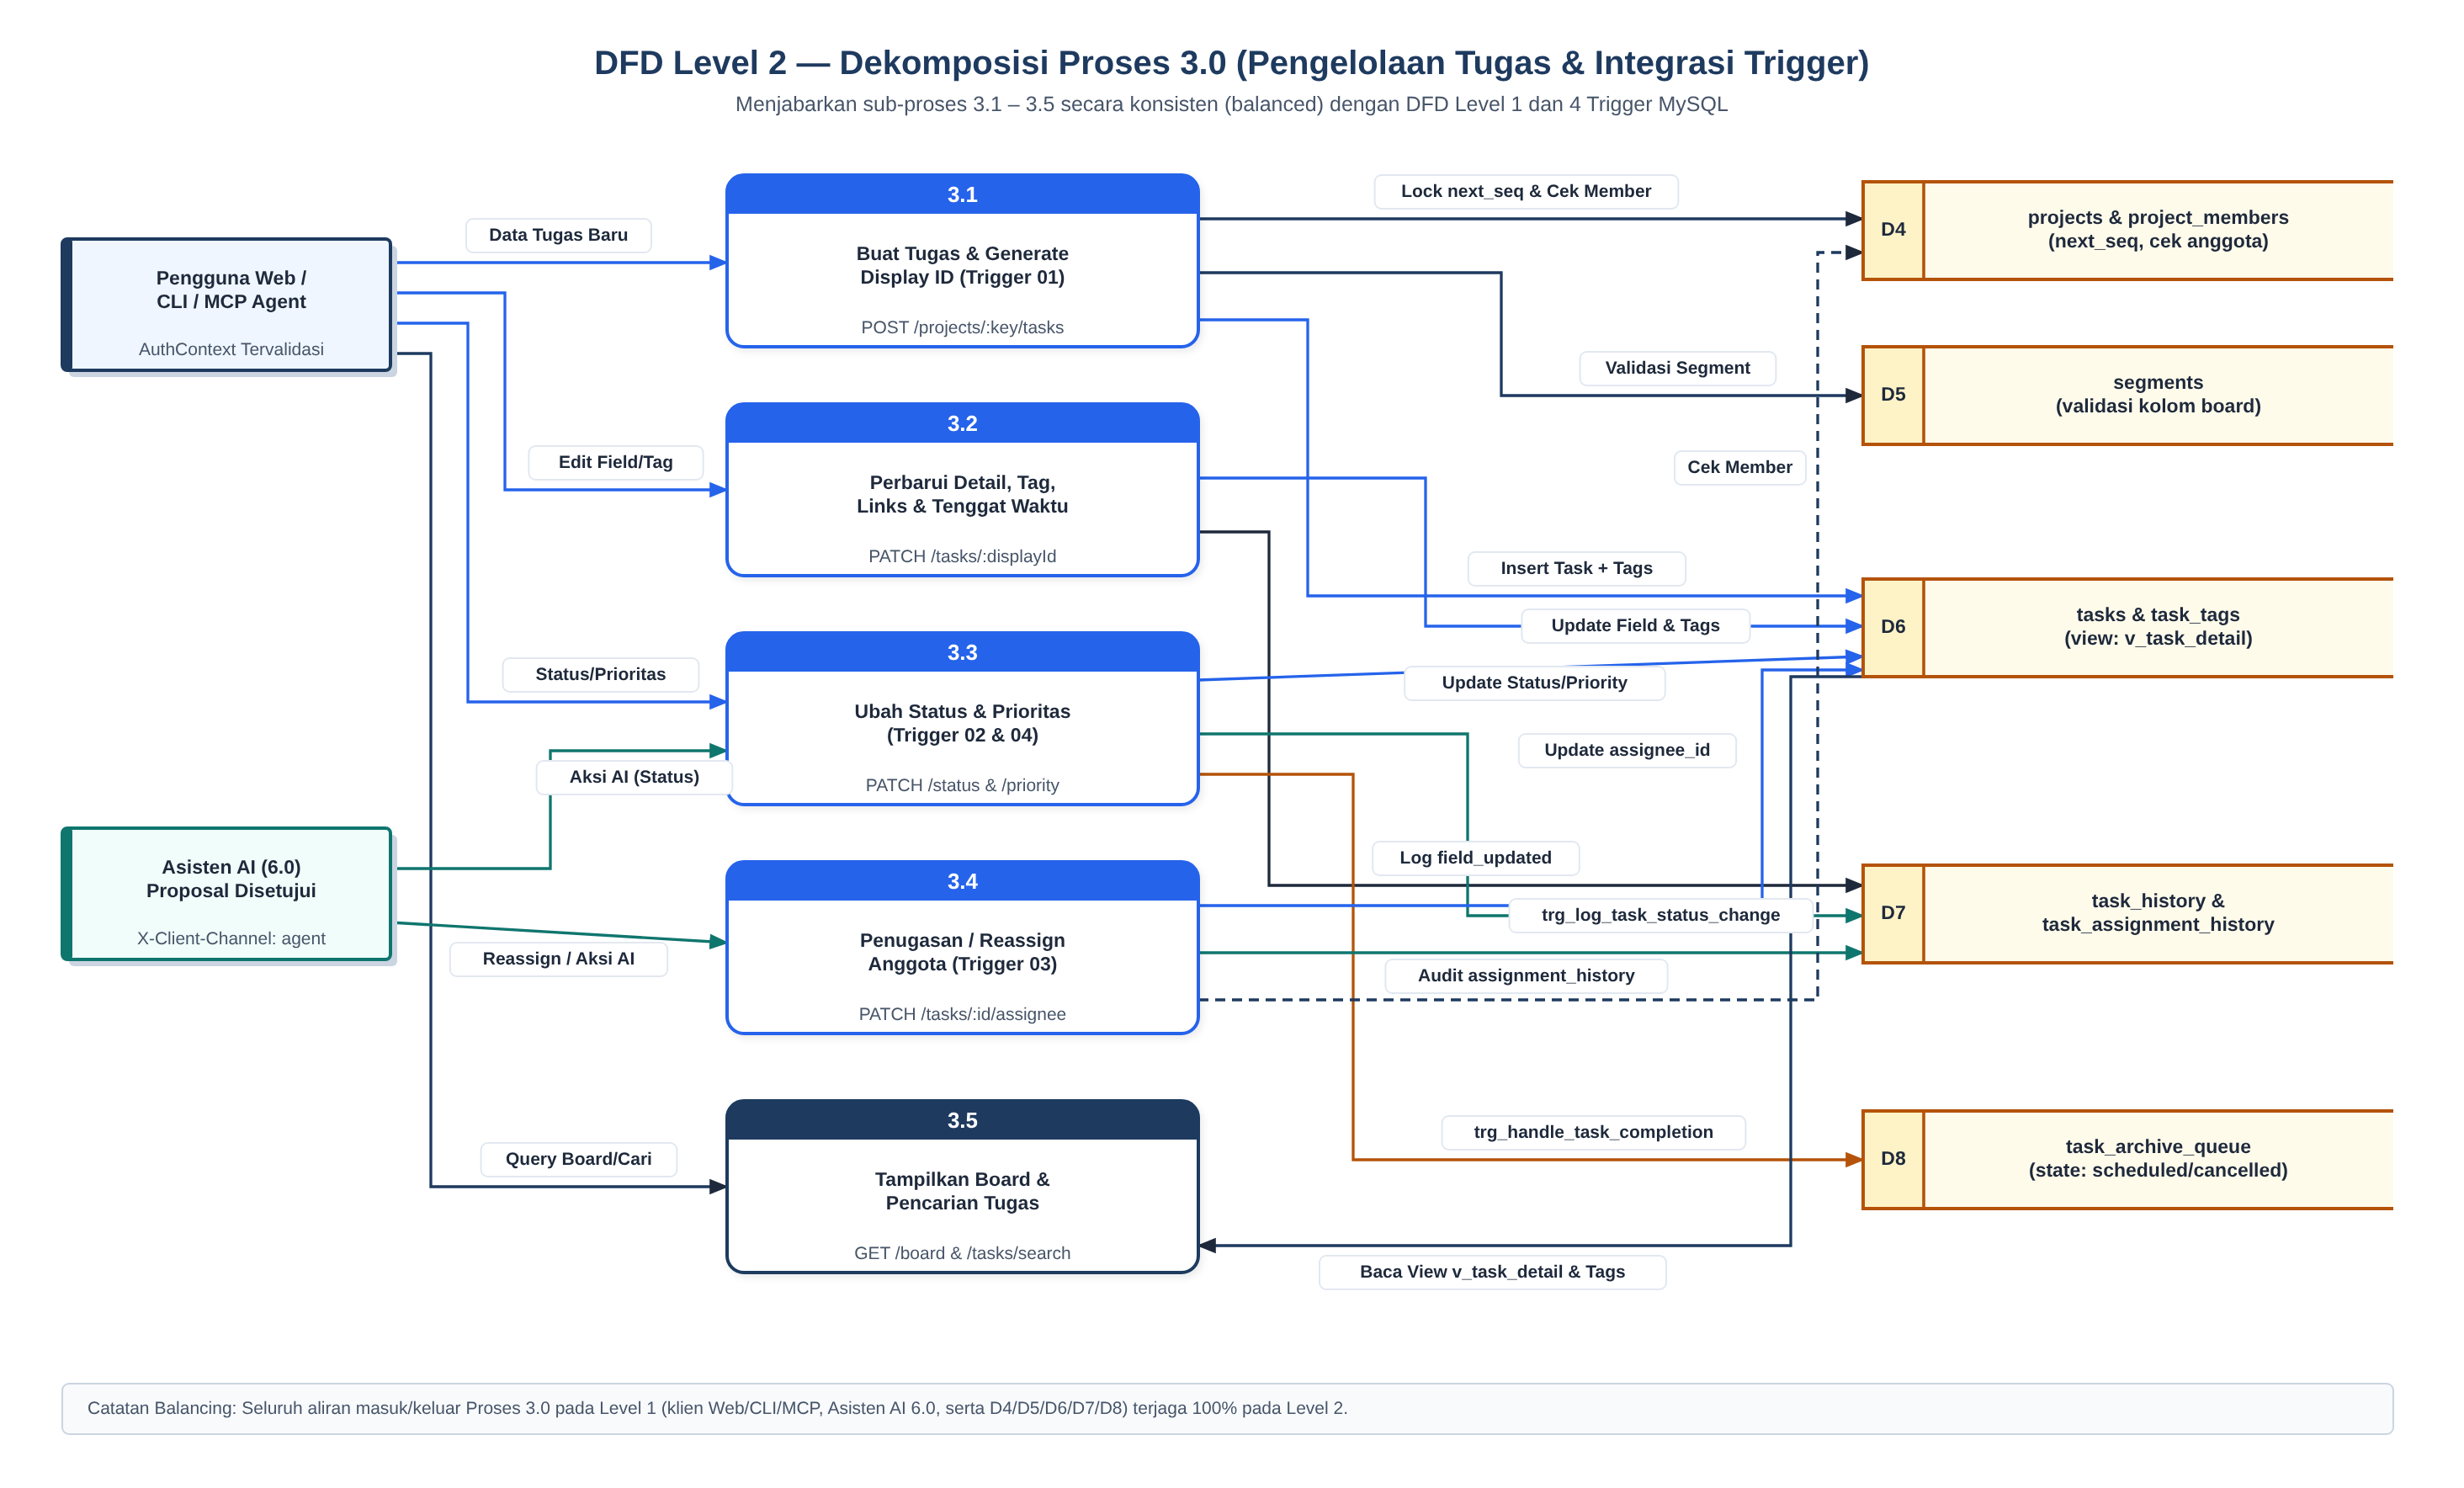 DFD Level 2 — Dekomposisi Proses 3.0 (Pengelolaan Tugas & Integrasi Trigger)
Menjabarkan sub-proses 3.1 – 3.5 secara konsisten (balanced) dengan DFD Level 1 dan 4 Trigger MySQL
Pengguna Web /
CLI / MCP Agent
AuthContext Tervalidasi
Asisten AI (6.0)
Proposal Disetujui
X-Client-Channel: agent
Data Tugas Baru
Edit Field/Tag
Status/Prioritas
Aksi AI (Status)
Reassign / Aksi AI
Query Board/Cari
3.1
Buat Tugas & Generate
Display ID (Trigger 01)
POST /projects/:key/tasks
3.2
Perbarui Detail, Tag,
Links & Tenggat Waktu
PATCH /tasks/:displayId
3.3
Ubah Status & Prioritas
(Trigger 02 & 04)
PATCH /status & /priority
3.4
Penugasan / Reassign
Anggota (Trigger 03)
PATCH /tasks/:id/assignee
3.5
Tampilkan Board &
Pencarian Tugas
GET /board & /tasks/search
Lock next_seq & Cek Member
Validasi Segment
Cek Member
Insert Task + Tags
Update Field & Tags
Update Status/Priority
Update assignee_id
Log field_updated
trg_log_task_status_change
Audit assignment_history
trg_handle_task_completion
Baca View v_task_detail & Tags
D4
projects & project_members
(next_seq, cek anggota)
D5
segments
(validasi kolom board)
D6
tasks & task_tags
(view: v_task_detail)
D7
task_history &
task_assignment_history
D8
task_archive_queue
(state: scheduled/cancelled)
Catatan Balancing: Seluruh aliran masuk/keluar Proses 3.0 pada Level 1 (klien Web/CLI/MCP, Asisten AI 6.0, serta D4/D5/D6/D7/D8) terjaga 100% pada Level 2.